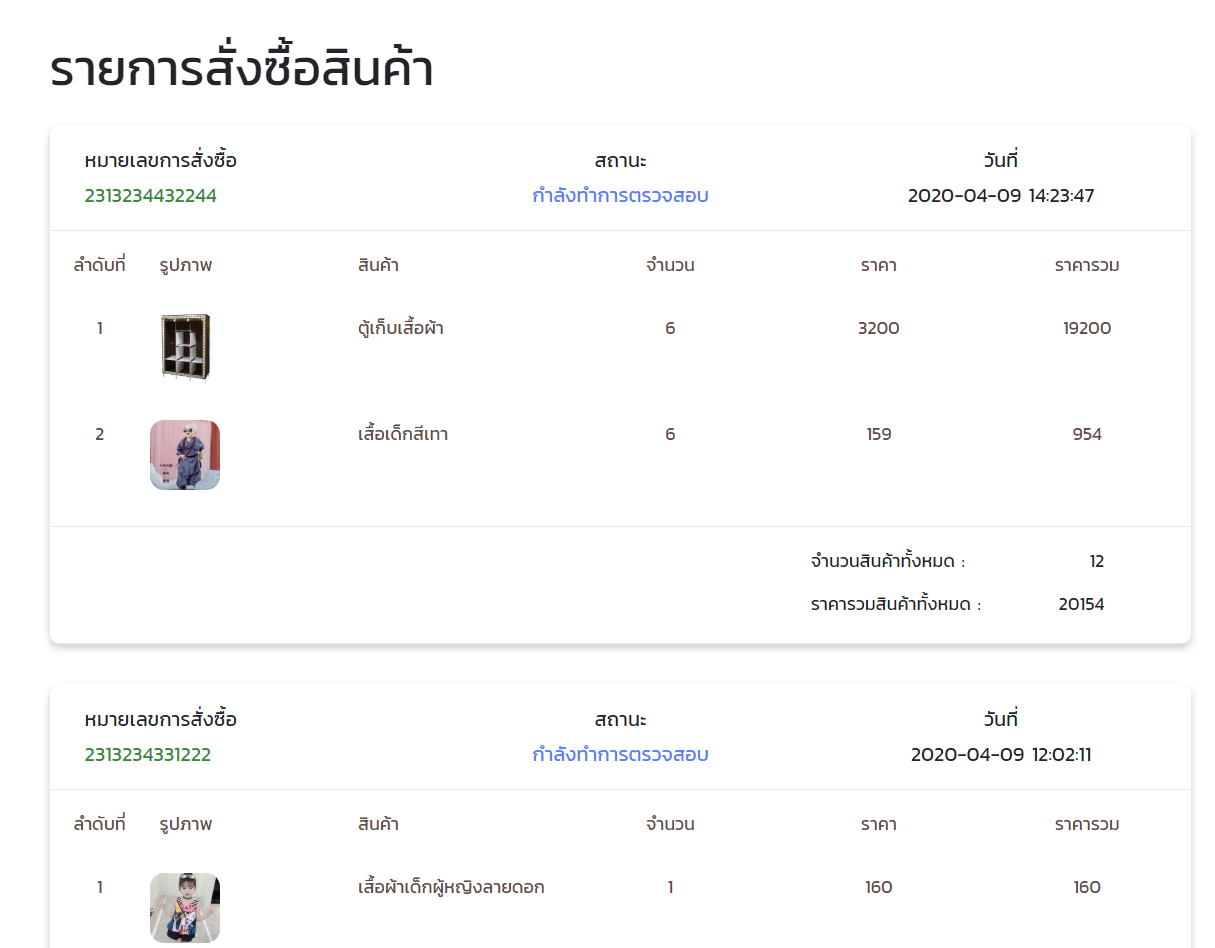 รายการสั่งซื้อสินค้า
หมายเลขการสั่งซื้อ สถานะ วันที่
2313234432244 กำลังทำการตรวจสอบ 2020-04-09 14:23:47
ลำดับที่ รูปภาพ สินค้า จำนวน ราคา ราคารวม
1 ตู้เก็บเสื้อผ้า 6 3200 19200
2 เสื้อเด็กสีเทา 6 159 954
จำนวนสินค้าทั้งหมด : 12
ราคารวมสินค้าทั้งหมด : 20154
หมายเลขการสั่งซื้อ สถานะ วันที่
2313234331222 กำลังทำการตรวจสอบ 2020-04-09 12:02:11
ลำดับที่ รูปภาพ สินค้า จำนวน ราคา ราคารวม
1 เสื้อผ้าเด็กผู้หญิงลายดอก 1 160 160